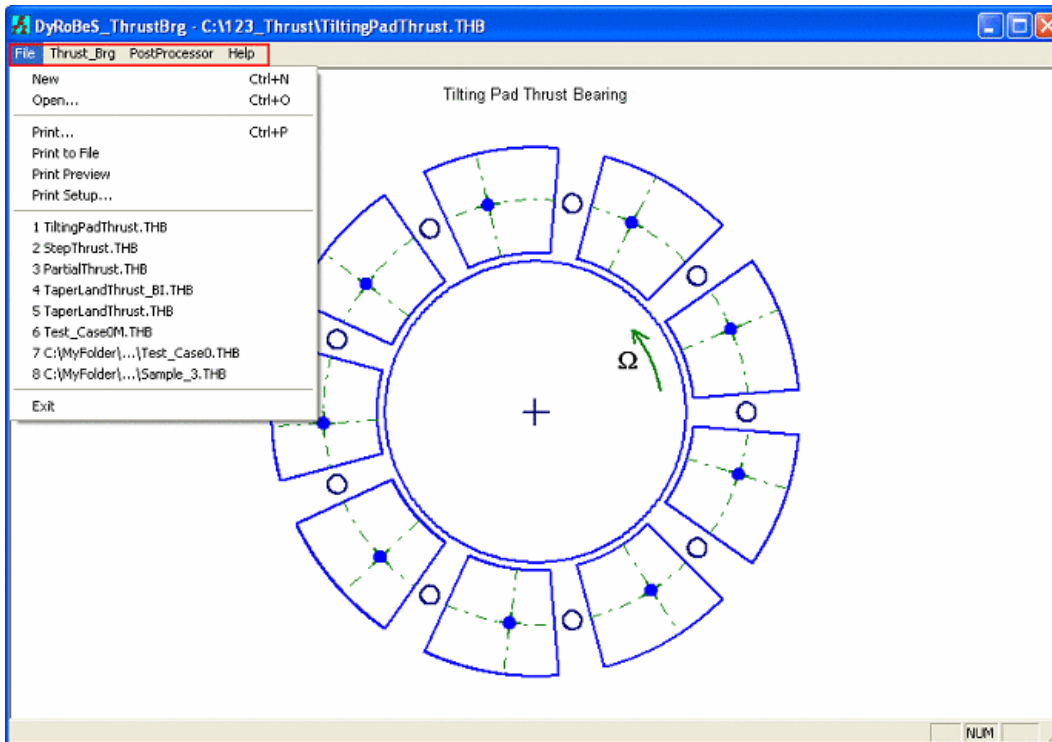 DyRoBeS_ThrustBrg - C:\123_Thrust\TiltingPadThrust.THB
File Thrust_Brg PostProcessor Help
New Ctrl+N
Open... Ctrl+O
Print... Ctrl+P
Print to File
Print Preview
Print Setup...
1 TiltingPadThrust.THB
2 StepThrust.THB
3 PartialThrust.THB
4 TaperLandThrust_BI.THB
5 TaperLandThrust.THB
6 Test_Case0M.THB
7 C:\MyFolder\...\Test_Case0.THB
8 C:\MyFolder\...\Sample_3.THB
Exit
Tilting Pad Thrust Bearing
Ω
NUM